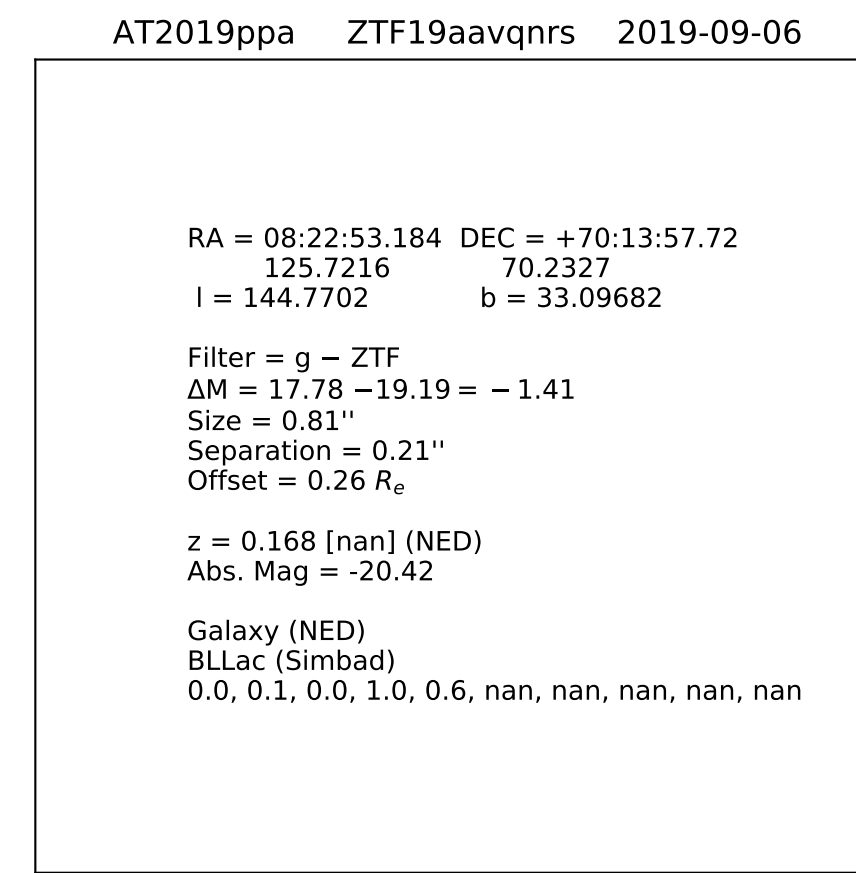 AT2019ppa ZTF19aavqnrs 2019-09-06
RA = 08:22:53.184 DEC = +70:13:57.72
125.7216 70.2327
l = 144.7702 b = 33.09682
Filter = g − ZTF
ΔM = 17.78 −19.19 = − 1.41
Size = 0.81''
Separation = 0.21''
Offset = 0.26 Re
z = 0.168 [nan] (NED)
Abs. Mag = -20.42
Galaxy (NED)
BLLac (Simbad)
0.0, 0.1, 0.0, 1.0, 0.6, nan, nan, nan, nan, nan